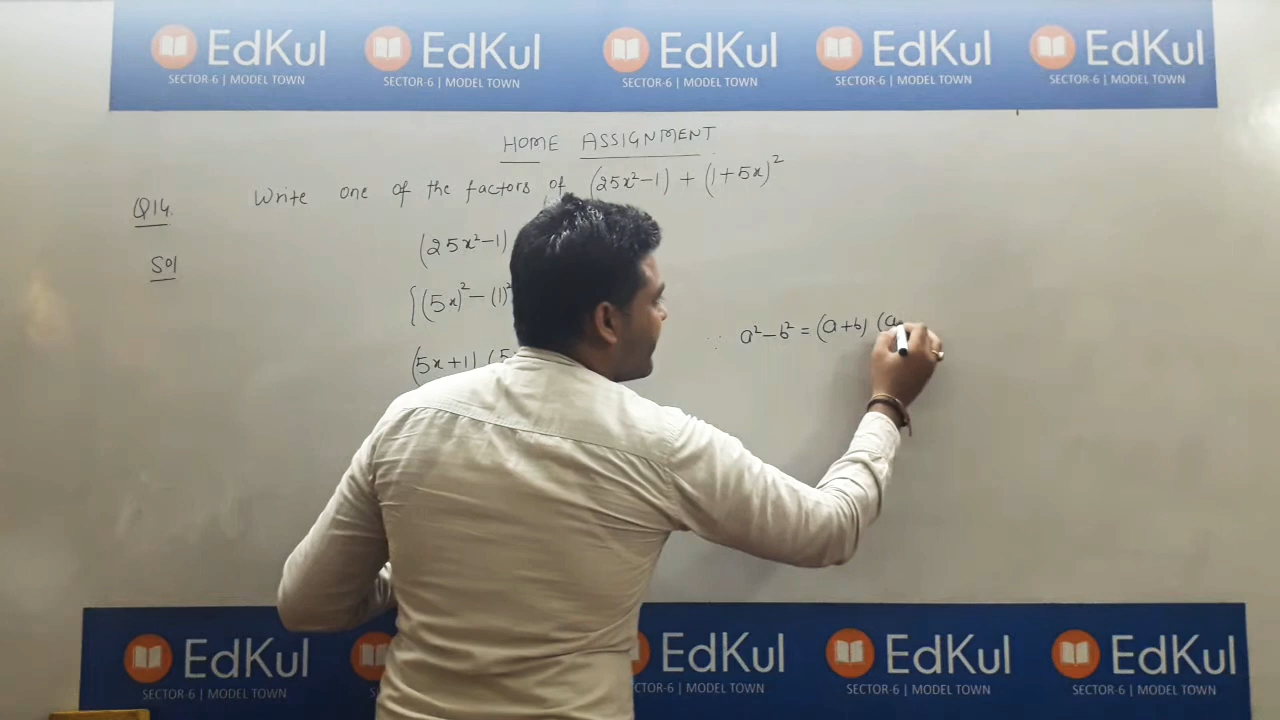 EdKul EdKul EdKul EdKul EdKul
SECTOR-6 | MODEL TOWN SECTOR-6 | MODEL TOWN SECTOR-6 | MODEL TOWN SECTOR-6 | MODEL TOWN SECTOR-6 | MODEL TOWN
HOME ASSIGNMENT
Q14. Write one of the factors of (25x²-1) + (1+5x)²
Sol (25x²-1)
{(5x)² - (1)²
∵ a²-b² = (a+b) (a
(5x+1) (5
EdKul EdKul EdKul EdKul
SECTOR-6 | MODEL TOWN CTOR-6 | MODEL TOWN SECTOR-6 | MODEL TOWN SECTOR-6 | MODEL TOWN